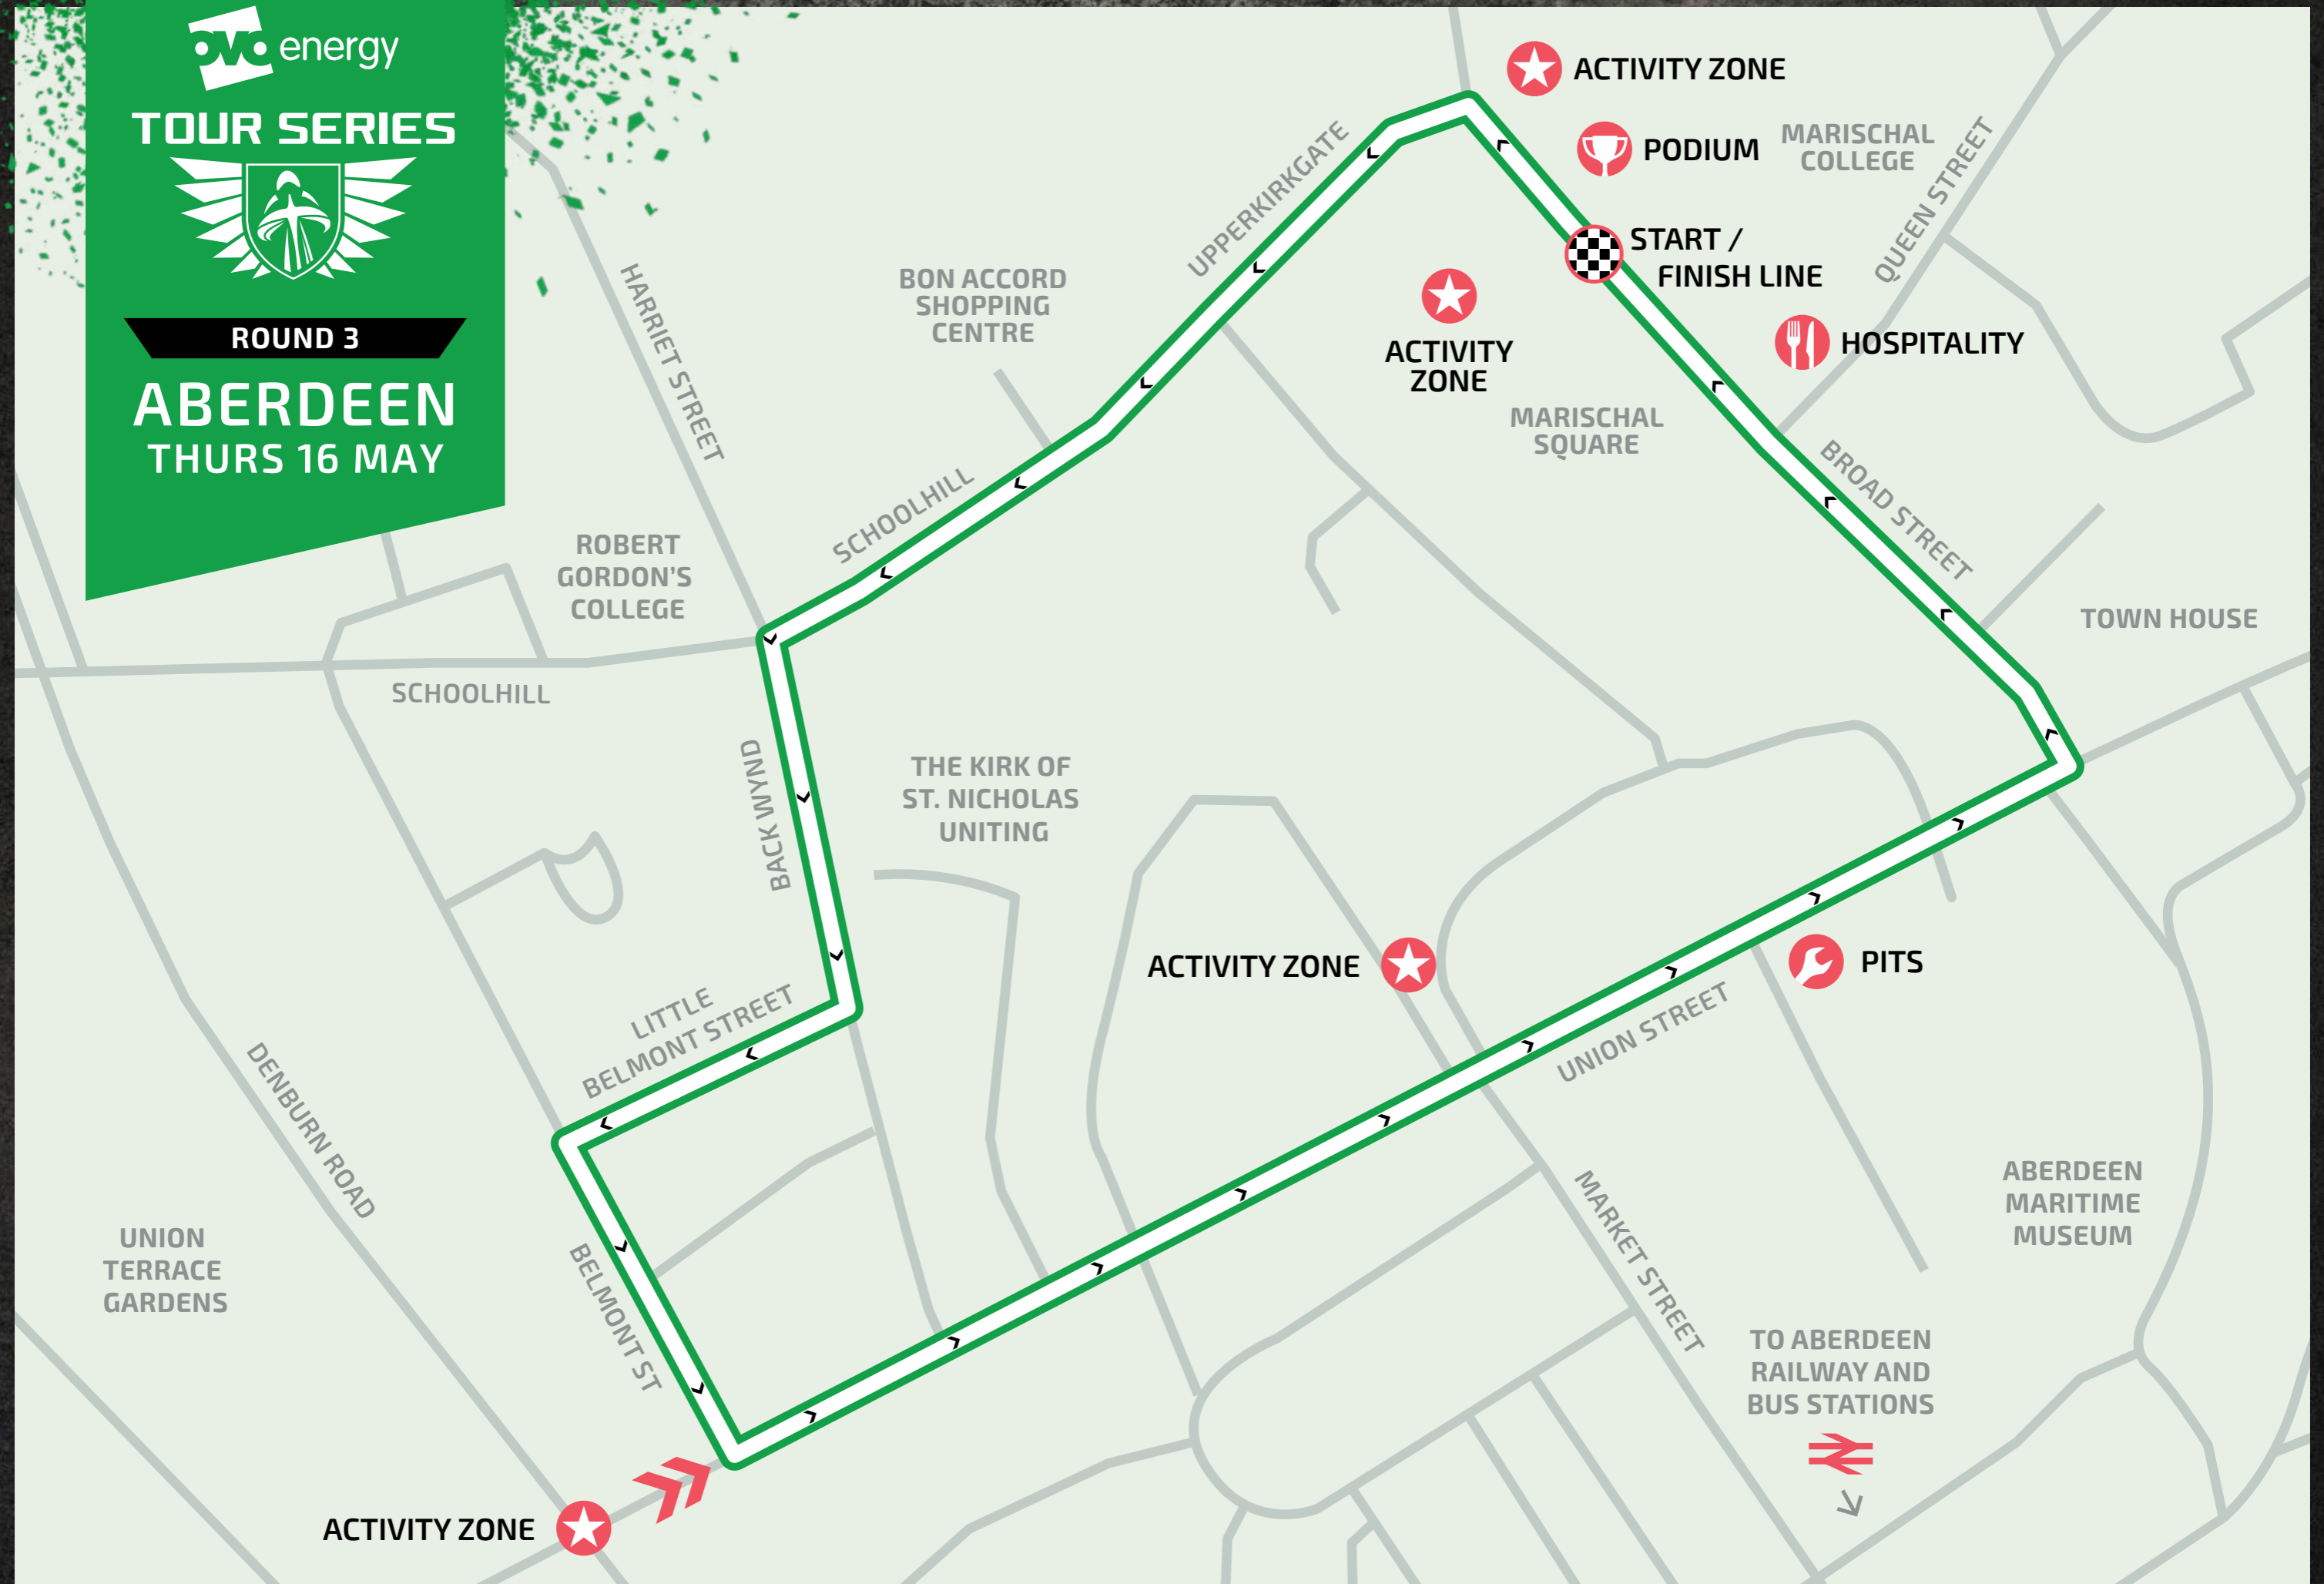 ovo energy
TOUR SERIES
ROUND 3
ABERDEEN
THURS 16 MAY
ACTIVITY ZONE
PODIUM
MARISCHAL
COLLEGE
START /
FINISH LINE
QUEEN STREET
HOSPITALITY
UPPERKIRKGATE
HARRIET STREET
BON ACCORD
SHOPPING
CENTRE
ACTIVITY
ZONE
MARISCHAL
SQUARE
BROAD STREET
SCHOOLHILL
ROBERT
GORDON'S
COLLEGE
TOWN HOUSE
SCHOOLHILL
BACK WYND
THE KIRK OF
ST. NICHOLAS
UNITING
ACTIVITY ZONE
PITS
LITTLE
BELMONT STREET
UNION STREET
DENBURN ROAD
MARKET STREET
ABERDEEN
MARITIME
MUSEUM
UNION
TERRACE
GARDENS
BELMONT ST
TO ABERDEEN
RAILWAY AND
BUS STATIONS
ACTIVITY ZONE